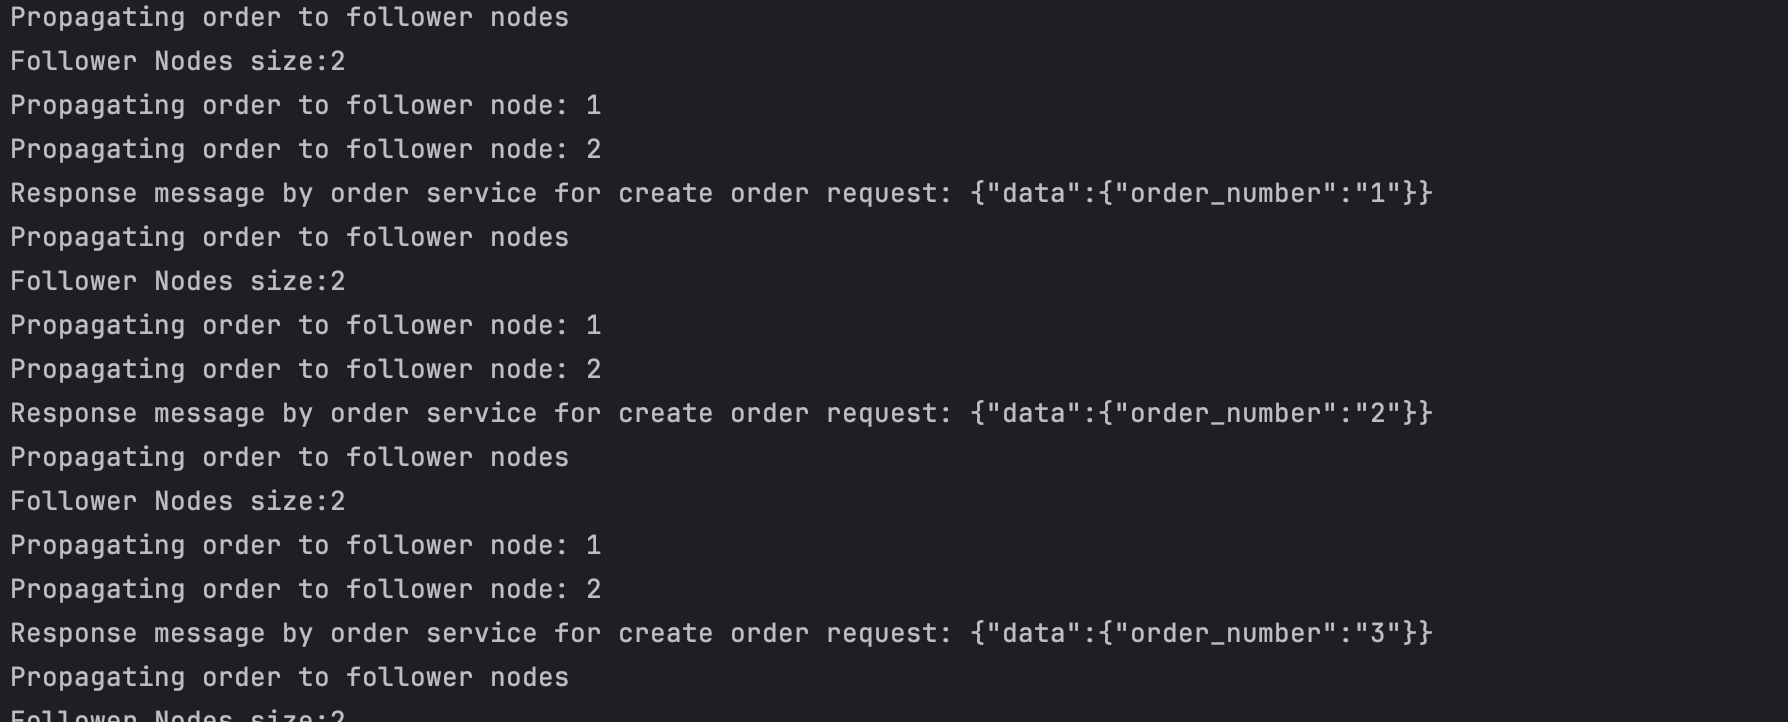 Propagating order to follower nodes
Follower Nodes size:2
Propagating order to follower node: 1
Propagating order to follower node: 2
Response message by order service for create order request: {"data":{"order_number":"1"}}
Propagating order to follower nodes
Follower Nodes size:2
Propagating order to follower node: 1
Propagating order to follower node: 2
Response message by order service for create order request: {"data":{"order_number":"2"}}
Propagating order to follower nodes
Follower Nodes size:2
Propagating order to follower node: 1
Propagating order to follower node: 2
Response message by order service for create order request: {"data":{"order_number":"3"}}
Propagating order to follower nodes
Follower Nodes size:2